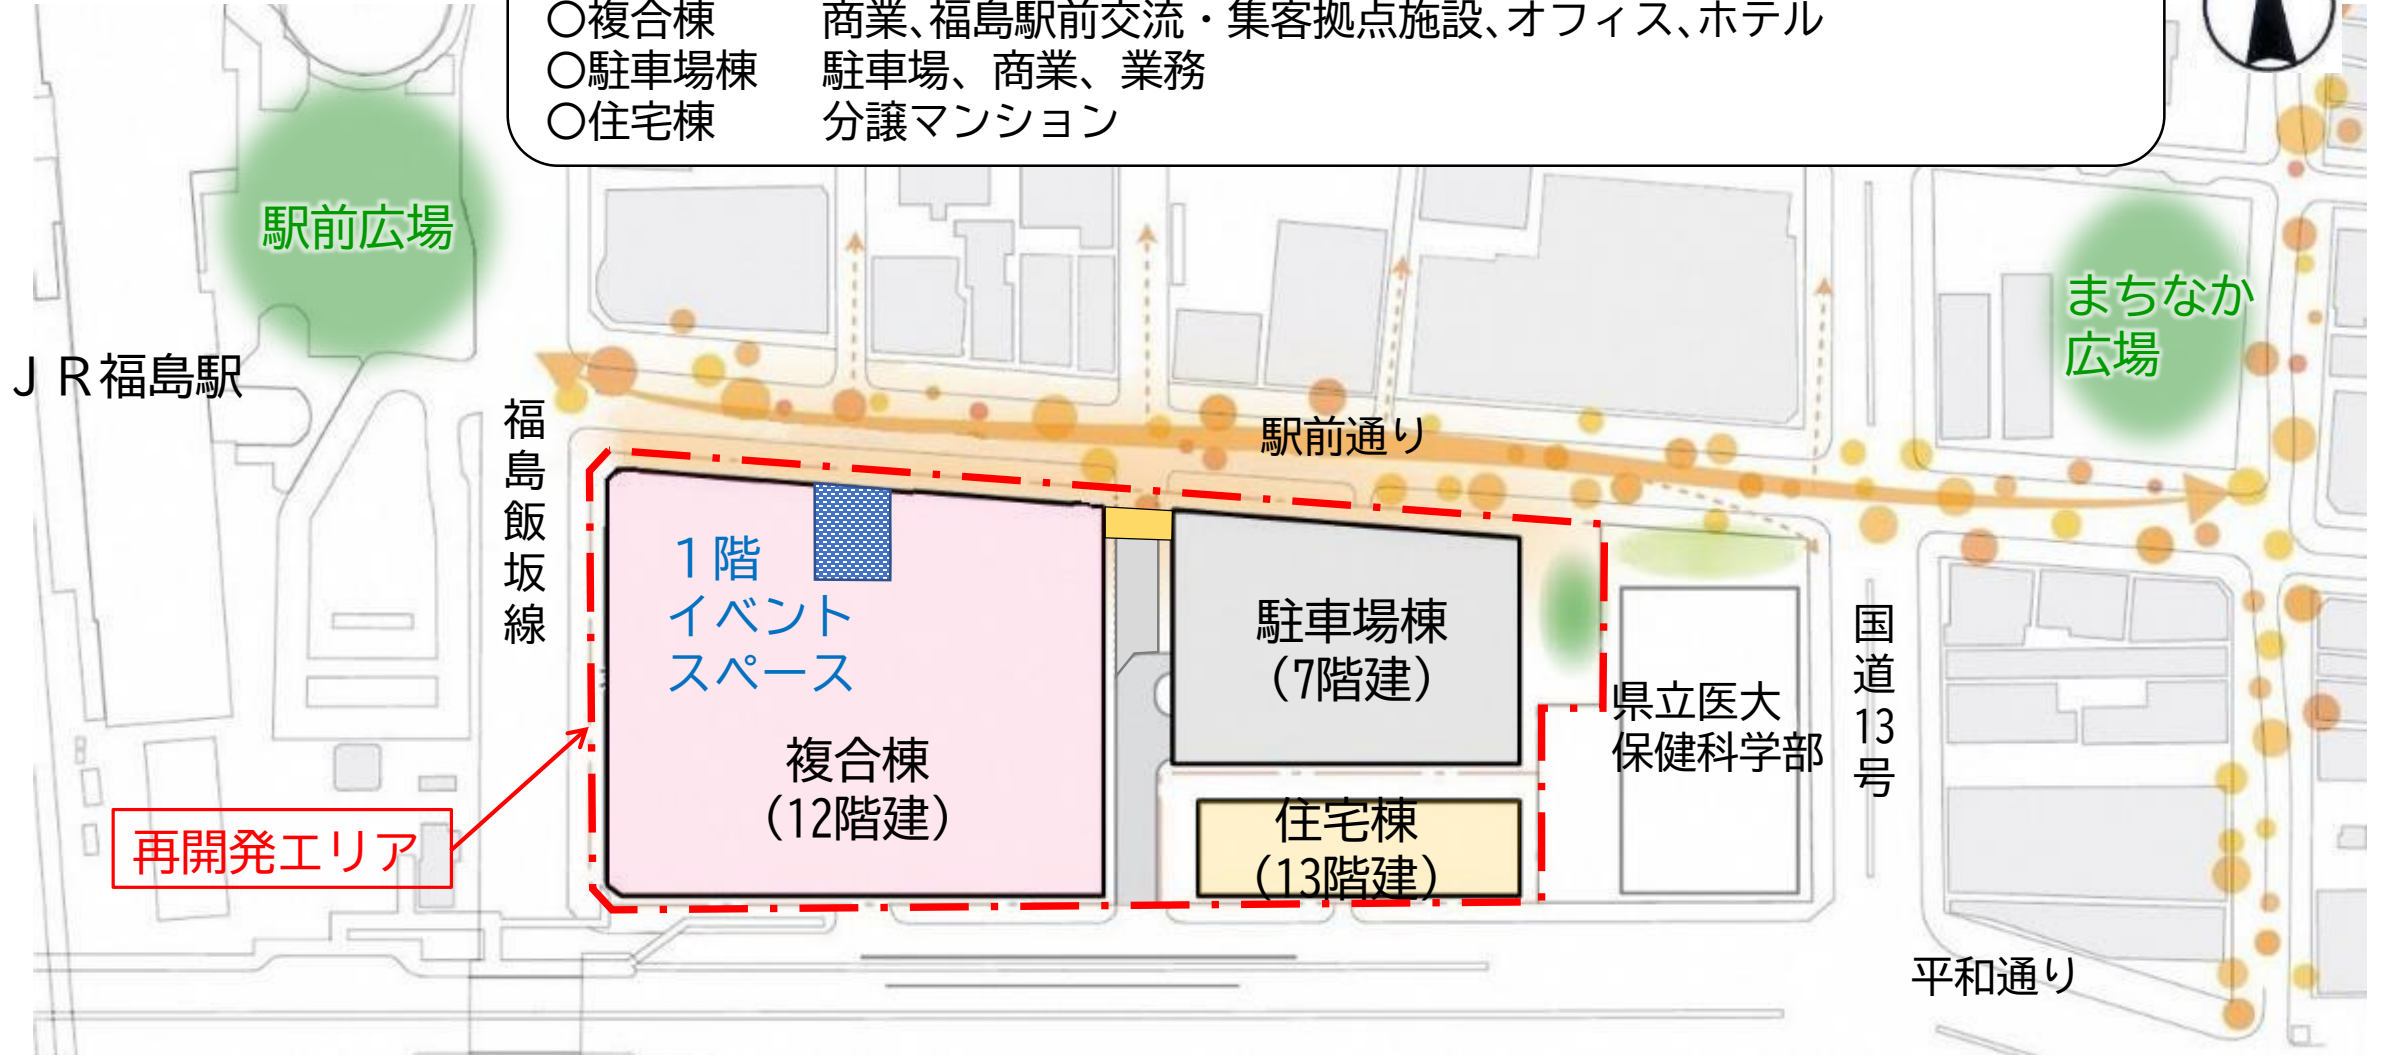 ○複合棟 商業、福島駅前交流・集客拠点施設、オフィス、ホテル
○駐車場棟 駐車場、商業、業務
○住宅棟 分譲マンション
駅前広場
まちなか
広場
ＪＲ福島駅
福島飯坂線
駅前通り
１階
イベント
スペース
複合棟
(12階建)
駐車場棟
(7階建)
住宅棟
(13階建)
県立医大
保健科学部
国道13号
再開発エリア
平和通り